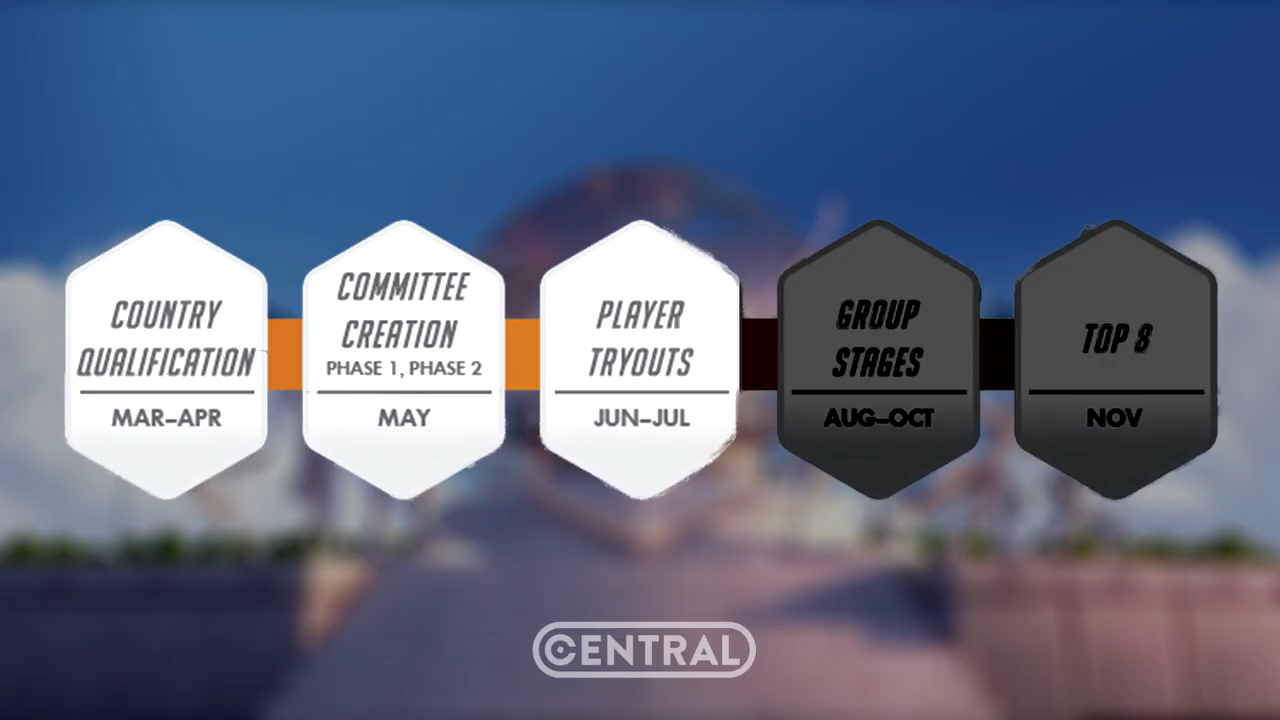 COUNTRY
QUALIFICATION
MAR–APR
COMMITTEE
CREATION
PHASE 1, PHASE 2
MAY
PLAYER
TRYOUTS
JUN–JUL
GROUP
STAGES
AUG–OCT
TOP 8
NOV
CENTRAL